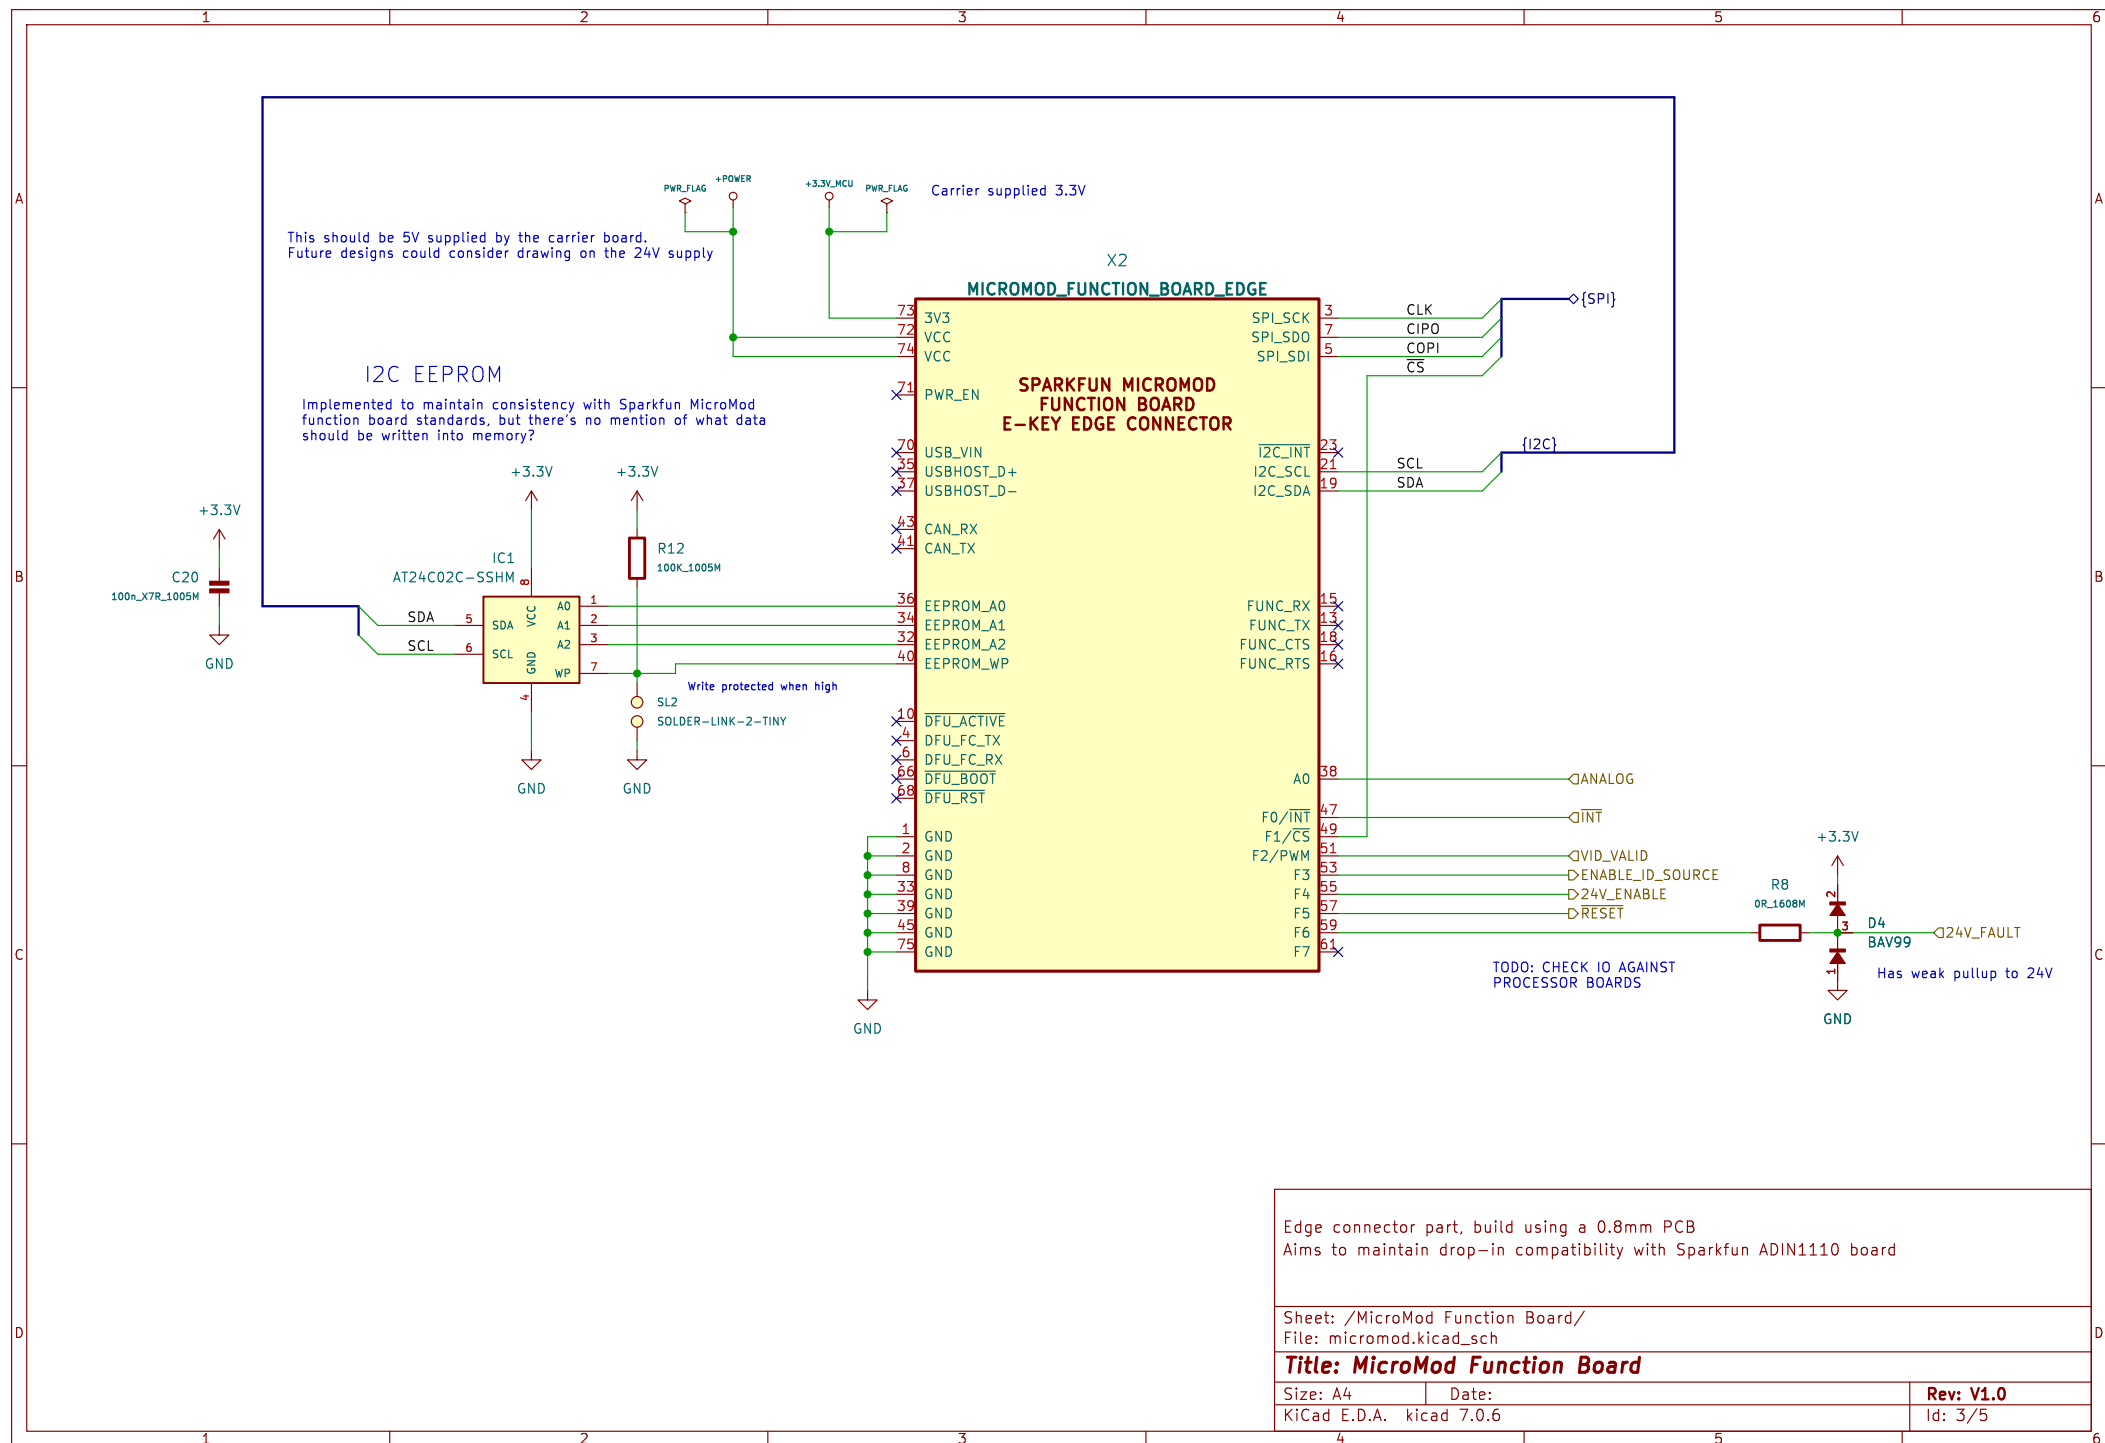 1 2 3 4 5 6
A
B
C
D
PWR_FLAG
+POWER
+3.3V_MCU
PWR_FLAG
Carrier supplied 3.3V
This should be 5V supplied by the carrier board.
Future designs could consider drawing on the 24V supply
X2
MICROMOD_FUNCTION_BOARD_EDGE
SPARKFUN MICROMOD
FUNCTION BOARD
E-KEY EDGE CONNECTOR
73 3V3
72 VCC
74 VCC
71 PWR_EN
70 USB_VIN
35 USBHOST_D+
37 USBHOST_D-
43 CAN_RX
41 CAN_TX
36 EEPROM_A0
34 EEPROM_A1
32 EEPROM_A2
40 EEPROM_WP
10 DFU_ACTIVE
4 DFU_FC_TX
6 DFU_FC_RX
66 DFU_BOOT
68 DFU_RST
1 GND
2 GND
8 GND
33 GND
39 GND
45 GND
75 GND
GND
SPI_SCK 3 CLK
SPI_SDO 7 CIPO
SPI_SDI 5 COPI
CS
{SPI}
I2C_INT 23
I2C_SCL 21 SCL
I2C_SDA 19 SDA
{I2C}
FUNC_RX 15
FUNC_TX 13
FUNC_CTS 18
FUNC_RTS 16
A0 38 ANALOG
F0/INT 47 INT
F1/CS 49
F2/PWM 51 VID_VALID
F3 53 ENABLE_ID_SOURCE
F4 55 24V_ENABLE
F5 57 RESET
F6 59
F7 61
TODO: CHECK IO AGAINST
PROCESSOR BOARDS
R8
0R_1608M
+3.3V
2
3
1
D4
BAV99
GND
24V_FAULT
Has weak pullup to 24V
I2C EEPROM
Implemented to maintain consistency with Sparkfun MicroMod
function board standards, but there's no mention of what data
should be written into memory?
+3.3V
C20
100n_X7R_1005M
GND
+3.3V
+3.3V
IC1
AT24C02C-SSHM
R12
100K_1005M
SDA 5 SDA
SCL 6 SCL
8 VCC
4 GND
A0 1
A1 2
A2 3
WP 7
Write protected when high
SL2
SOLDER-LINK-2-TINY
GND
GND
Edge connector part, build using a 0.8mm PCB
Aims to maintain drop-in compatibility with Sparkfun ADIN1110 board
Sheet: /MicroMod Function Board/
File: micromod.kicad_sch
Title: MicroMod Function Board
Size: A4 Date: Rev: V1.0
KiCad E.D.A. kicad 7.0.6 Id: 3/5
A
B
C
D
1 2 3 4 5 6